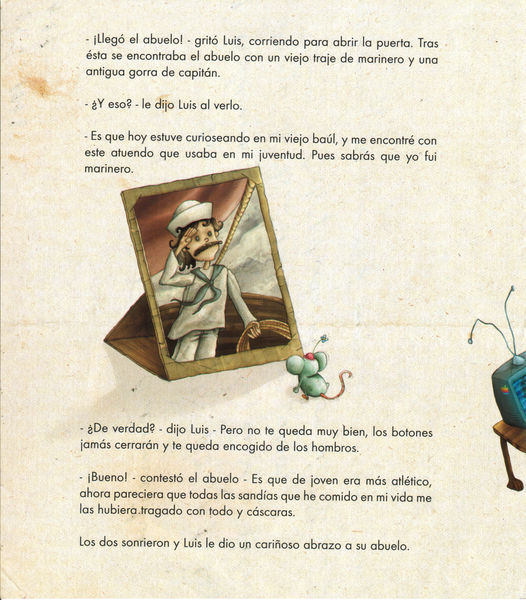 - ¡Llegó el abuelo! - gritó Luis, corriendo para abrir la puerta. Tras
ésta se encontraba el abuelo con un viejo traje de marinero y una
antigua gorra de capitán.
- ¿Y eso? - le dijo Luis al verlo.
- Es que hoy estuve curioseando en mi viejo baúl, y me encontré con
este atuendo que usaba en mi juventud. Pues sabrás que yo fui
marinero.
- ¿De verdad? - dijo Luis - Pero no te queda muy bien, los botones
jamás cerrarán y te queda encogido de los hombros.
- ¡Bueno! - contestó el abuelo - Es que de joven era más atlético,
ahora pareciera que todas las sandías que he comido en mi vida me
las hubiera tragado con todo y cáscaras.
Los dos sonrieron y Luis le dio un cariñoso abrazo a su abuelo.